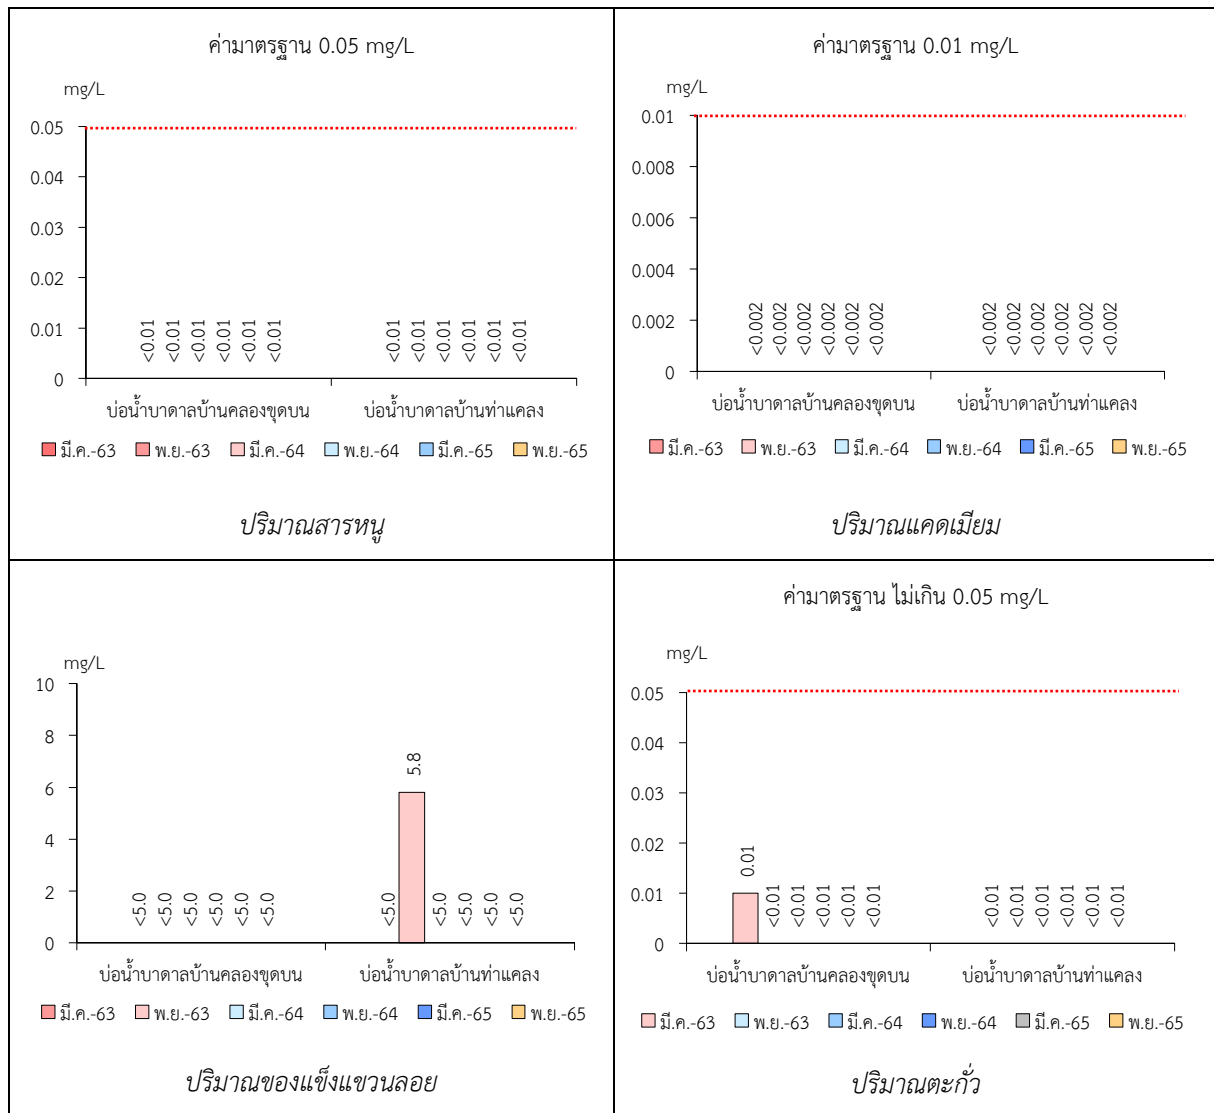 ค่ามาตรฐาน 0.05 mg/L
mg/L
0.05
0.04
0.03
0.02
0.01
0
<0.01 <0.01 <0.01 <0.01 <0.01 <0.01
<0.01 <0.01 <0.01 <0.01 <0.01 <0.01
บ่อน้ำบาดาลบ้านคลองขุดบน บ่อน้ำบาดาลบ้านท่าแคลง
มี.ค.-63 พ.ย.-63 มี.ค.-64 พ.ย.-64 มี.ค.-65 พ.ย.-65
ปริมาณสารหนู
ค่ามาตรฐาน 0.01 mg/L
mg/L
0.01
0.008
0.006
0.004
0.002
0
<0.002 <0.002 <0.002 <0.002 <0.002 <0.002
<0.002 <0.002 <0.002 <0.002 <0.002 <0.002
บ่อน้ำบาดาลบ้านคลองขุดบน บ่อน้ำบาดาลบ้านท่าแคลง
มี.ค.-63 พ.ย.-63 มี.ค.-64 พ.ย.-64 มี.ค.-65 พ.ย.-65
ปริมาณแคดเมียม
mg/L
10
8
6
4
2
0
<5.0 <5.0 <5.0 <5.0 <5.0 <5.0
<5.0 5.8 <5.0 <5.0 <5.0 <5.0
บ่อน้ำบาดาลบ้านคลองขุดบน บ่อน้ำบาดาลบ้านท่าแคลง
มี.ค.-63 พ.ย.-63 มี.ค.-64 พ.ย.-64 มี.ค.-65 พ.ย.-65
ปริมาณของแข็งแขวนลอย
ค่ามาตรฐาน ไม่เกิน 0.05 mg/L
mg/L
0.05
0.04
0.03
0.02
0.01
0
0.01 <0.01 <0.01 <0.01 <0.01 <0.01
<0.01 <0.01 <0.01 <0.01 <0.01 <0.01
บ่อน้ำบาดาลบ้านคลองขุดบน บ่อน้ำบาดาลบ้านท่าแคลง
มี.ค.-63 พ.ย.-63 มี.ค.-64 พ.ย.-64 มี.ค.-65 พ.ย.-65
ปริมาณตะกั่ว